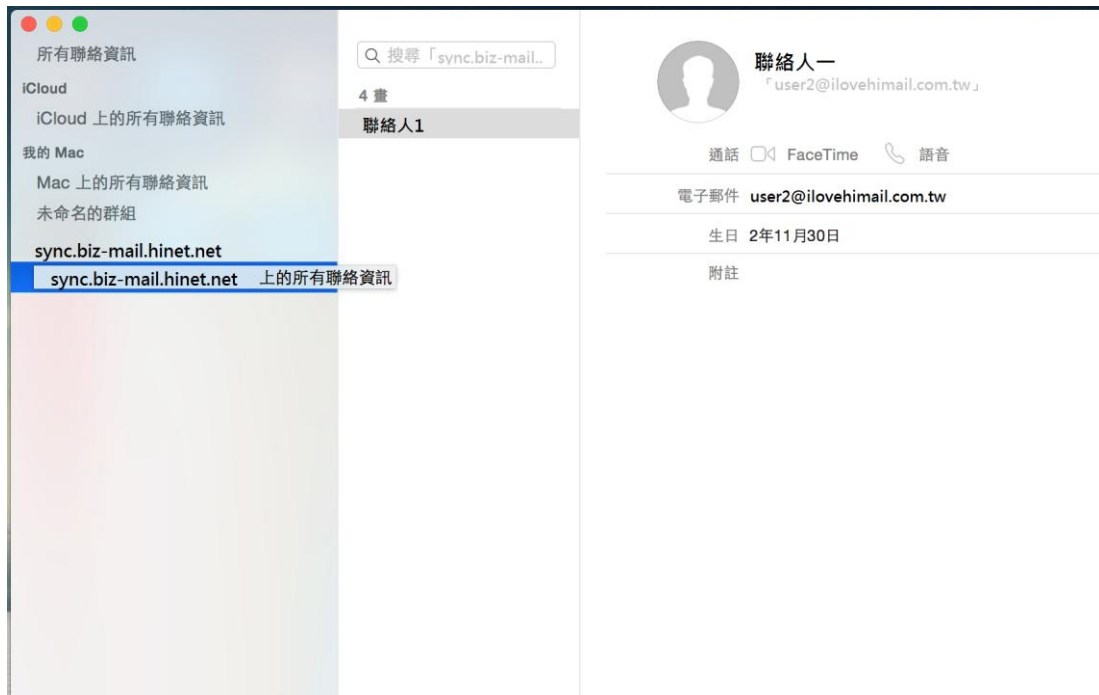 所有聯絡資訊
iCloud
iCloud 上的所有聯絡資訊
我的 Mac
Mac 上的所有聯絡資訊
未命名的群組
sync.biz-mail.hinet.net
sync.biz-mail.hinet.net 上的所有聯絡資訊
搜尋「sync.biz-mail..
4 畫
聯絡人1
聯絡人一
「user2@ilovehimail.com.tw」
通話 FaceTime 語音
電子郵件 user2@ilovehimail.com.tw
生日 2年11月30日
附註